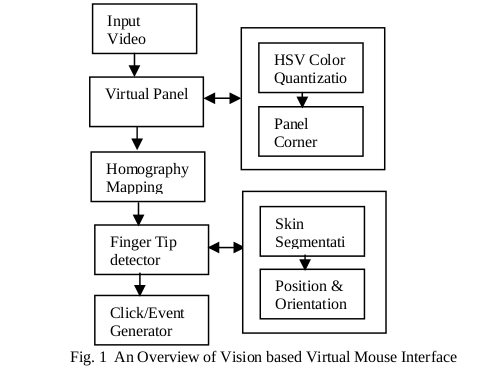 Input
Video
Virtual Panel
HSV Color
Quantizatio
Panel
Corner
Homography
Mapping
Finger Tip
detector
Skin
Segmentati
Position &
Orientation
Click/Event
Generator
Fig. 1  An Overview of Vision based Virtual Mouse Interface